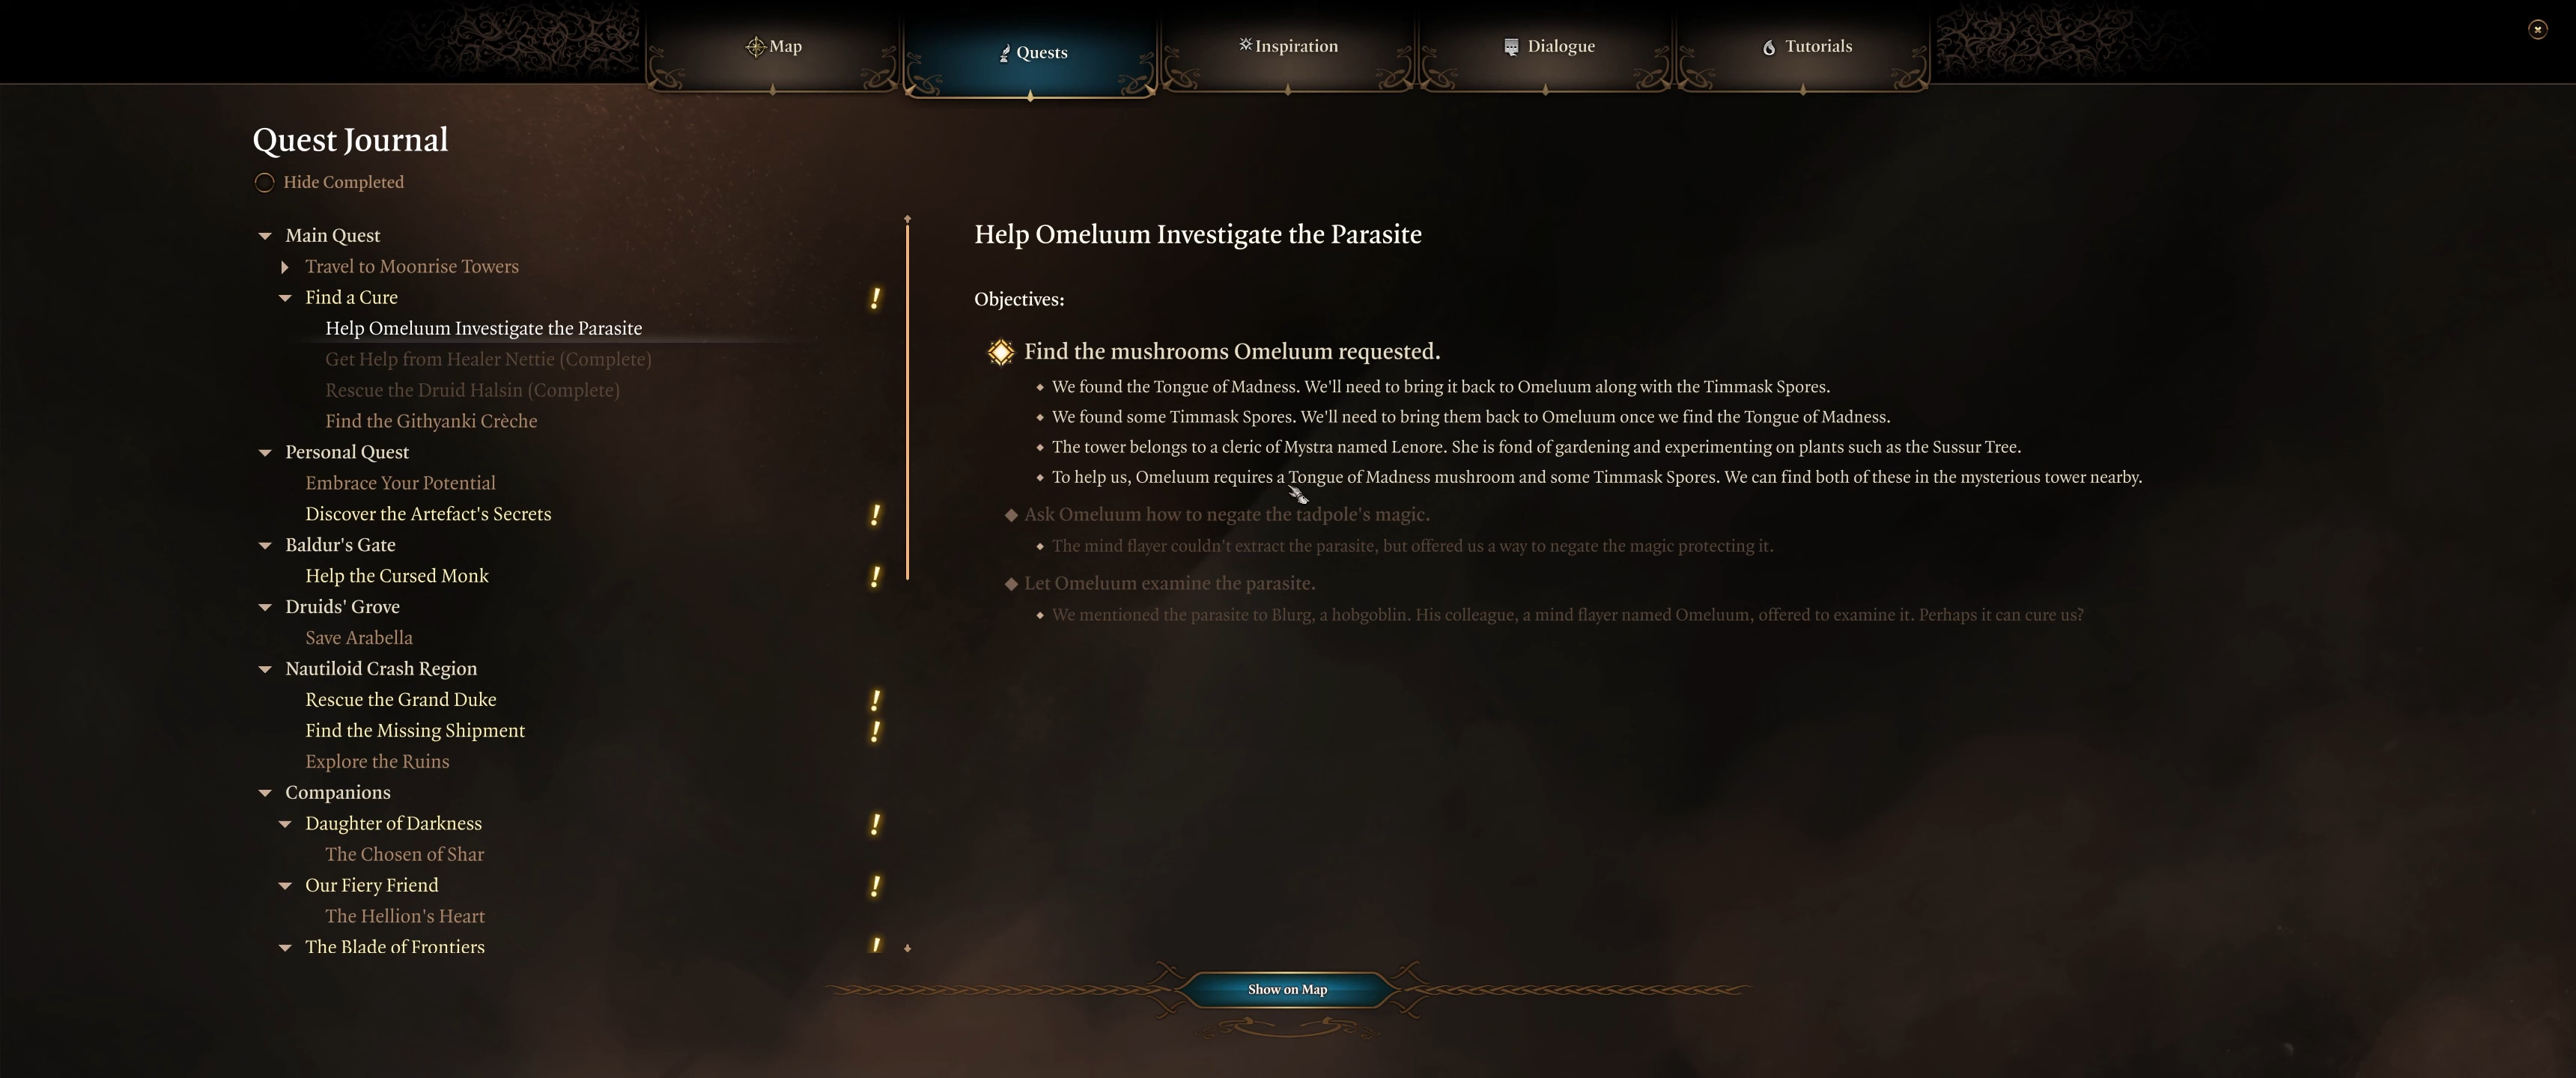 Map
Quests
Inspiration
Dialogue
Tutorials
Quest Journal
Hide Completed
Main Quest
Travel to Moonrise Towers
Find a Cure
Help Omeluum Investigate the Parasite
Get Help from Healer Nettie (Complete)
Rescue the Druid Halsin (Complete)
Find the Githyanki Crèche
Personal Quest
Embrace Your Potential
Discover the Artefact's Secrets
Baldur's Gate
Help the Cursed Monk
Druids' Grove
Save Arabella
Nautiloid Crash Region
Rescue the Grand Duke
Find the Missing Shipment
Explore the Ruins
Companions
Daughter of Darkness
The Chosen of Shar
Our Fiery Friend
The Hellion's Heart
The Blade of Frontiers
Help Omeluum Investigate the Parasite
Objectives:
Find the mushrooms Omeluum requested.
We found the Tongue of Madness. We'll need to bring it back to Omeluum along with the Timmask Spores.
We found some Timmask Spores. We'll need to bring them back to Omeluum once we find the Tongue of Madness.
The tower belongs to a cleric of Mystra named Lenore. She is fond of gardening and experimenting on plants such as the Sussur Tree.
To help us, Omeluum requires a Tongue of Madness mushroom and some Timmask Spores. We can find both of these in the mysterious tower nearby.
Ask Omeluum how to negate the tadpole's magic.
The mind flayer couldn't extract the parasite, but offered us a way to negate the magic protecting it.
Let Omeluum examine the parasite.
We mentioned the parasite to Blurg, a hobgoblin. His colleague, a mind flayer named Omeluum, offered to examine it. Perhaps it can cure us?
Show on Map